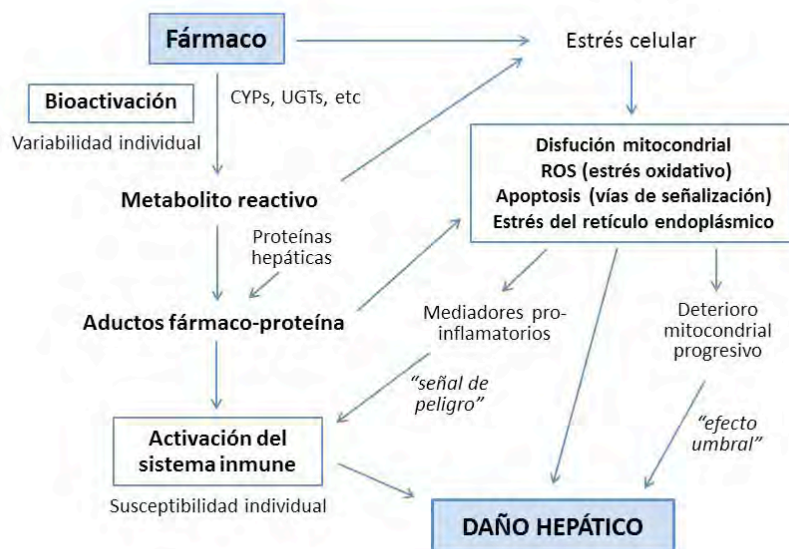 Fármaco
Estrés celular
Bioactivación
CYPs, UGTs, etc
Variabilidad individual
Disfución mitocondrial
ROS (estrés oxidativo)
Apoptosis (vías de señalización)
Estrés del retículo endoplásmico
Metabolito reactivo
Proteínas
hepáticas
Aductos fármaco-proteína
Mediadores pro-
inflamatorios
Deterioro
mitocondrial
progresivo
“señal de
peligro”
“efecto
umbral”
Activación del
sistema inmune
Susceptibilidad individual
DAÑO HEPÁTICO